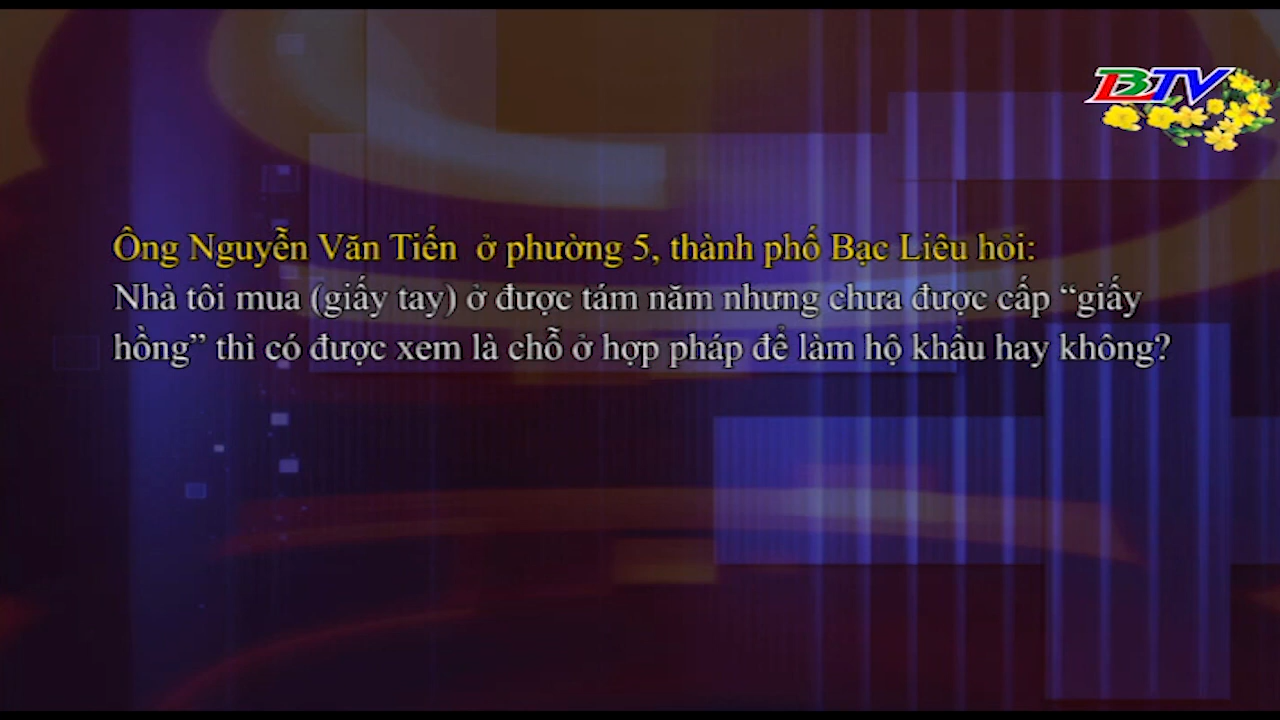 BTV
Ông Nguyễn Văn Tiến ở phường 5, thành phố Bạc Liêu hỏi:
Nhà tôi mua (giấy tay) ở được tám năm nhưng chưa được cấp “giấy
hồng” thì có được xem là chỗ ở hợp pháp để làm hộ khẩu hay không?